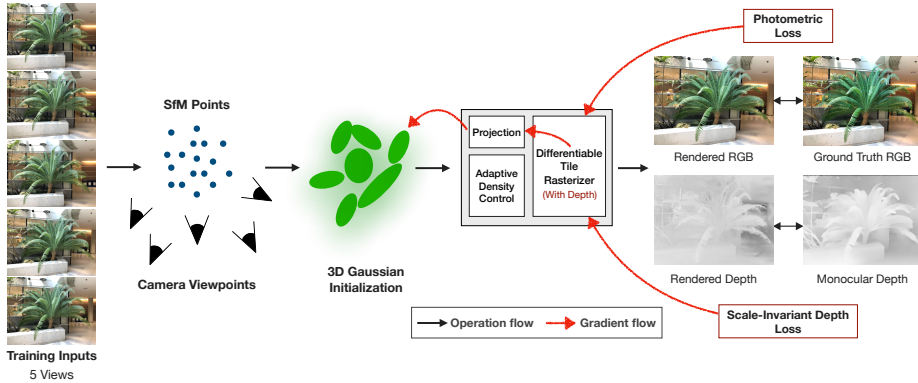 Photometric
Loss
SfM Points
Projection
Adaptive
Density
Control
Differentiable
Tile
Rasterizer
(With Depth)
Rendered RGB
Ground Truth RGB
Camera Viewpoints
3D Gaussian
Initialization
Rendered Depth
Monocular Depth
Operation flow
Gradient flow
Scale-Invariant Depth
Loss
Training Inputs
5 Views